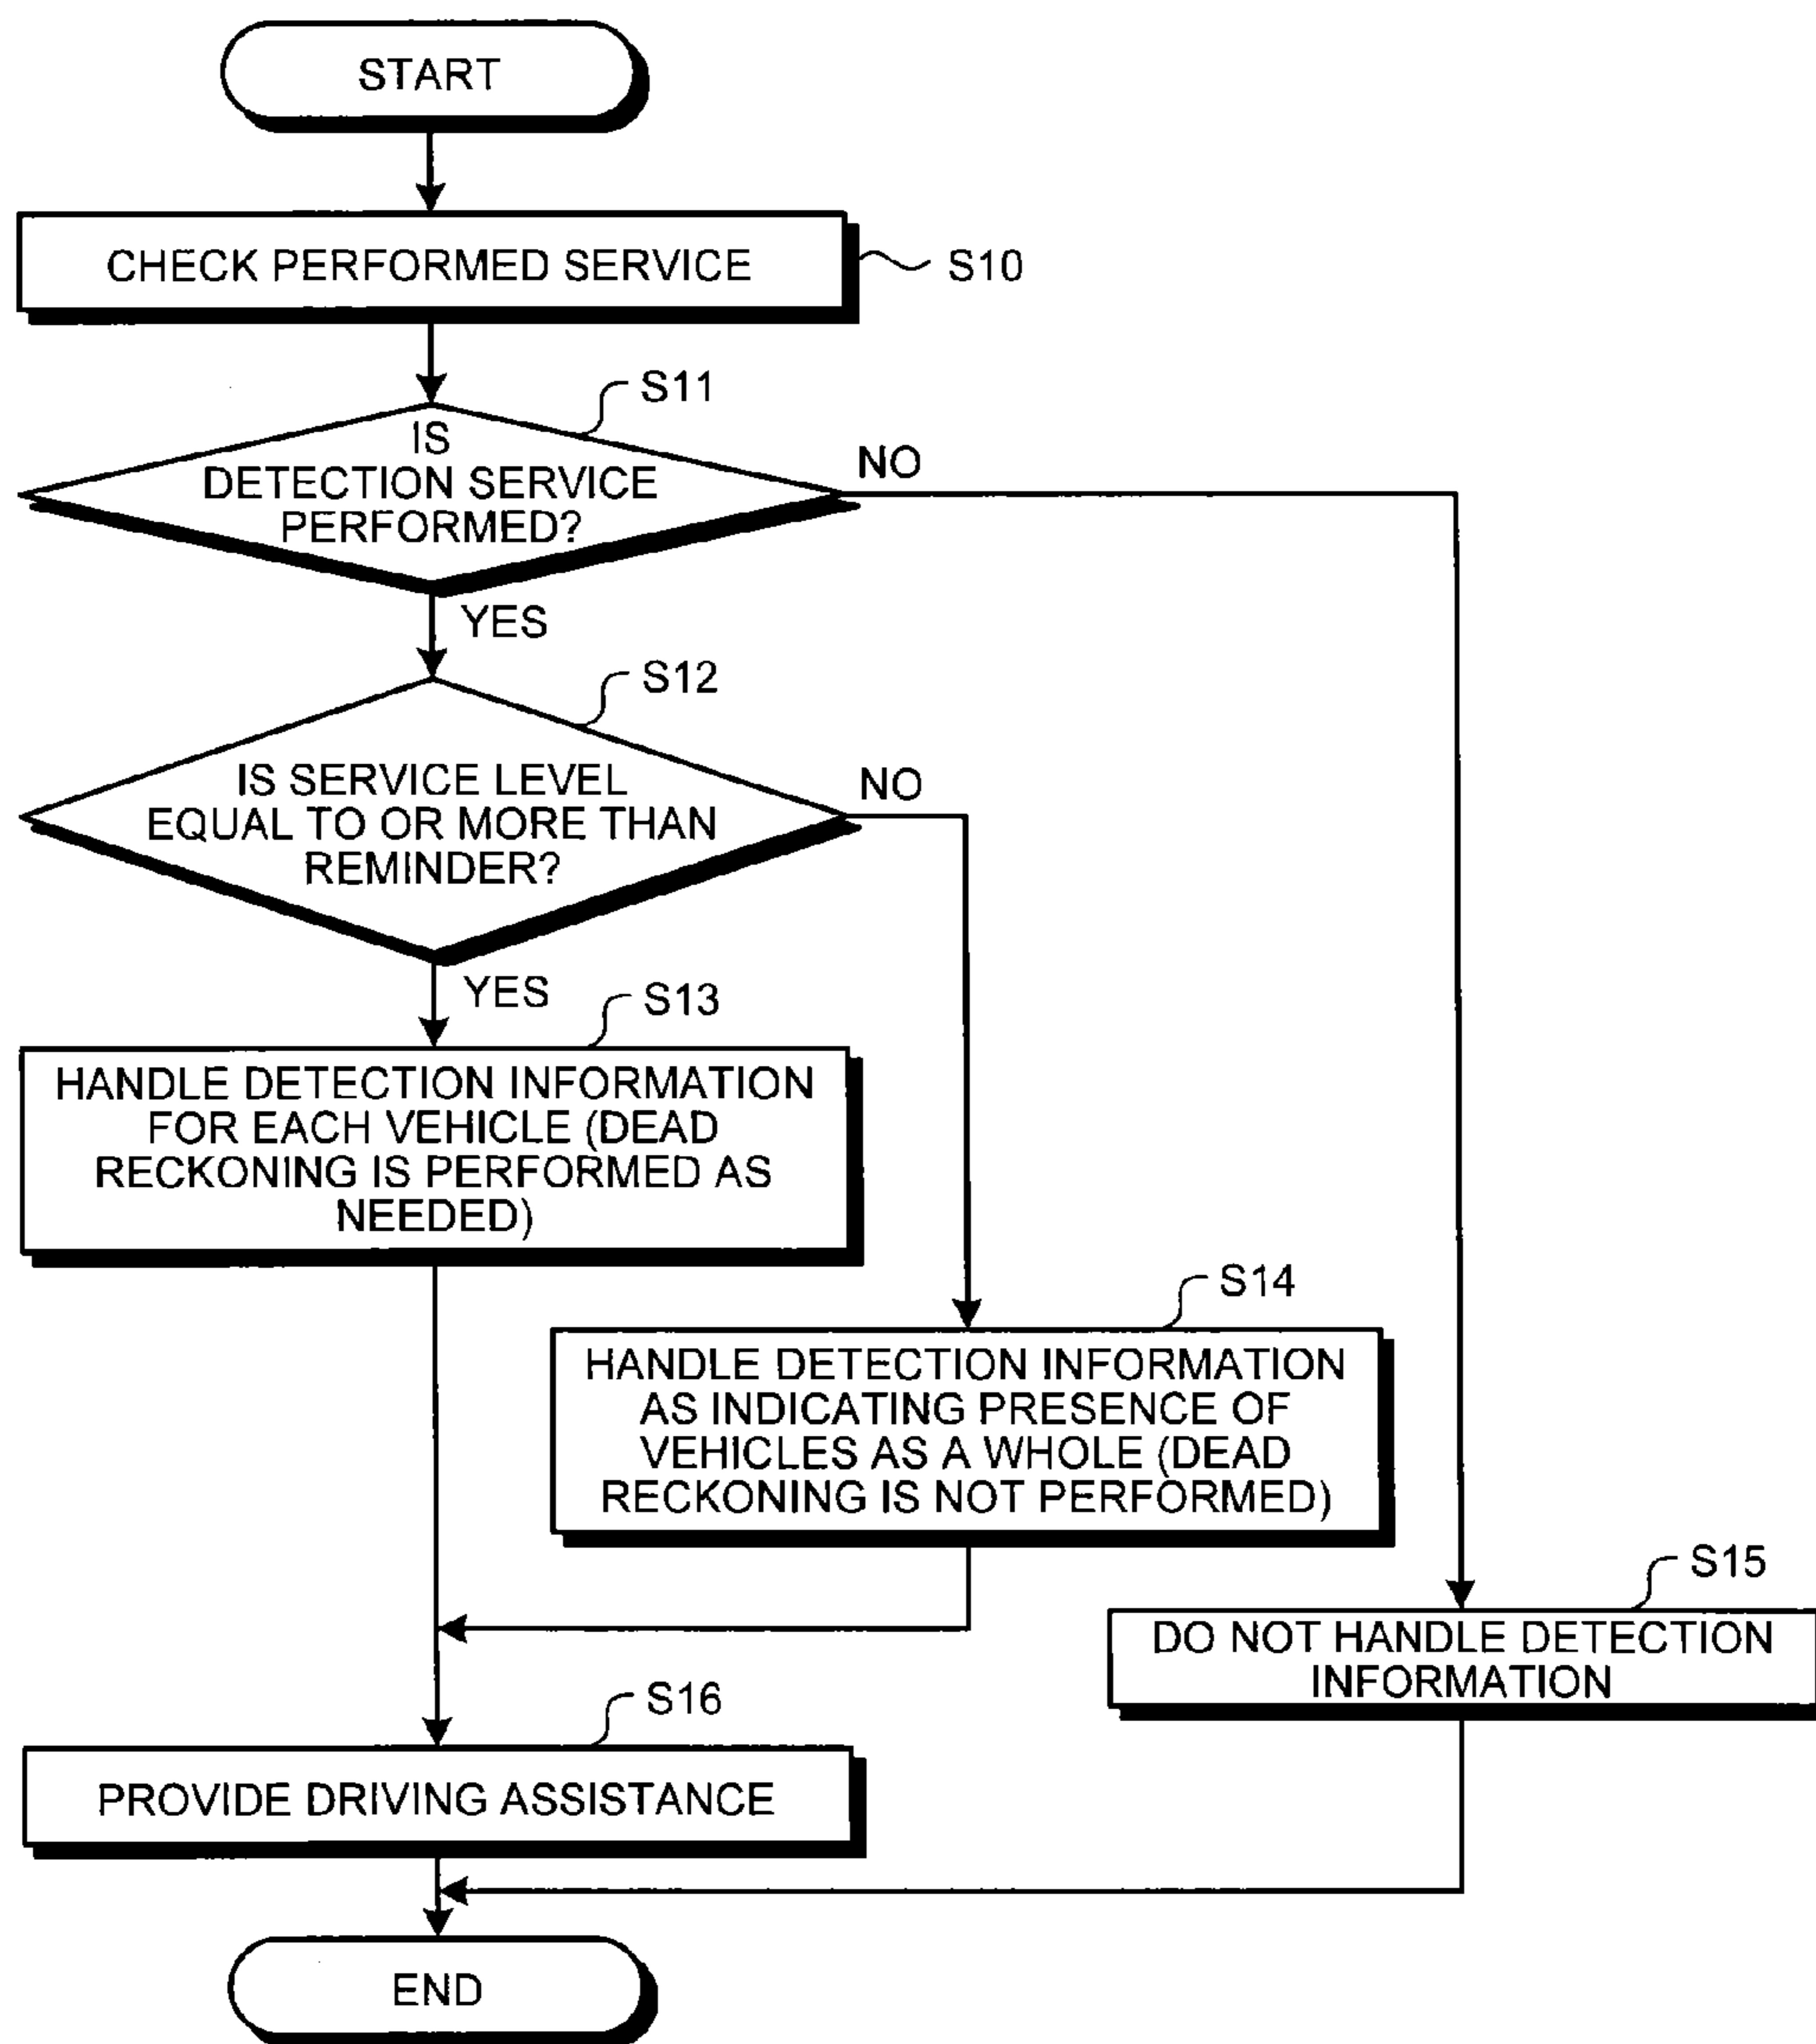 START
CHECK PERFORMED SERVICE
S10
S11
IS
DETECTION SERVICE
PERFORMED?
NO
YES
S12
IS SERVICE LEVEL
EQUAL TO OR MORE THAN
REMINDER?
NO
YES
S13
HANDLE DETECTION INFORMATION
FOR EACH VEHICLE (DEAD
RECKONING IS PERFORMED AS
NEEDED)
S14
HANDLE DETECTION INFORMATION
AS INDICATING PRESENCE OF
VEHICLES AS A WHOLE (DEAD
RECKONING IS NOT PERFORMED)
S15
DO NOT HANDLE DETECTION
INFORMATION
S16
PROVIDE DRIVING ASSISTANCE
END